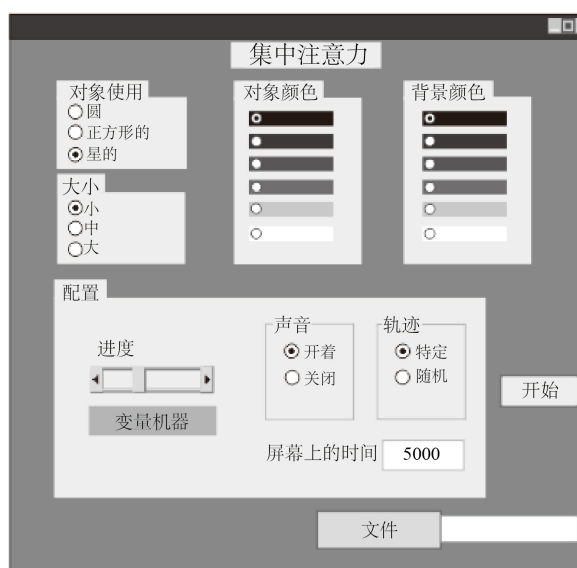 集中注意力
对象使用
圆
正方形的
星的
对象颜色
背景颜色
大小
小
中
大
配置
进度
变量机器
声音
开着
关闭
轨迹
特定
随机
屏幕上的时间 5000
开始
文件